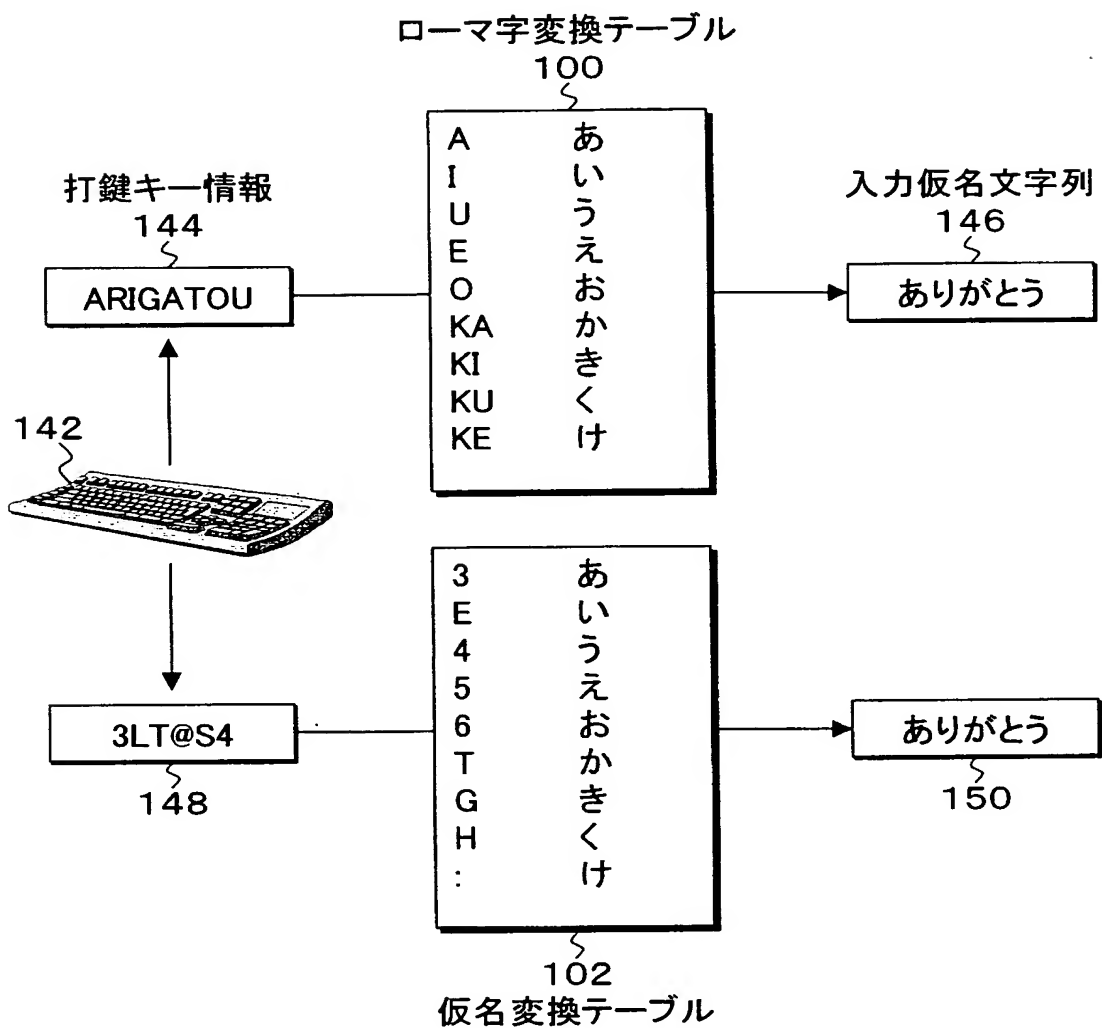 ローマ字変換テーブル
100
A あ
I い
U う
E え
O お
KA か
KI き
KU く
KE け
打鍵キー情報
144
ARIGATOU
入力仮名文字列
146
ありがとう
142
3 あ
E い
4 う
5 え
6 お
T か
G き
H く
: け
3LT@S4
148
ありがとう
150
102
仮名変換テーブル